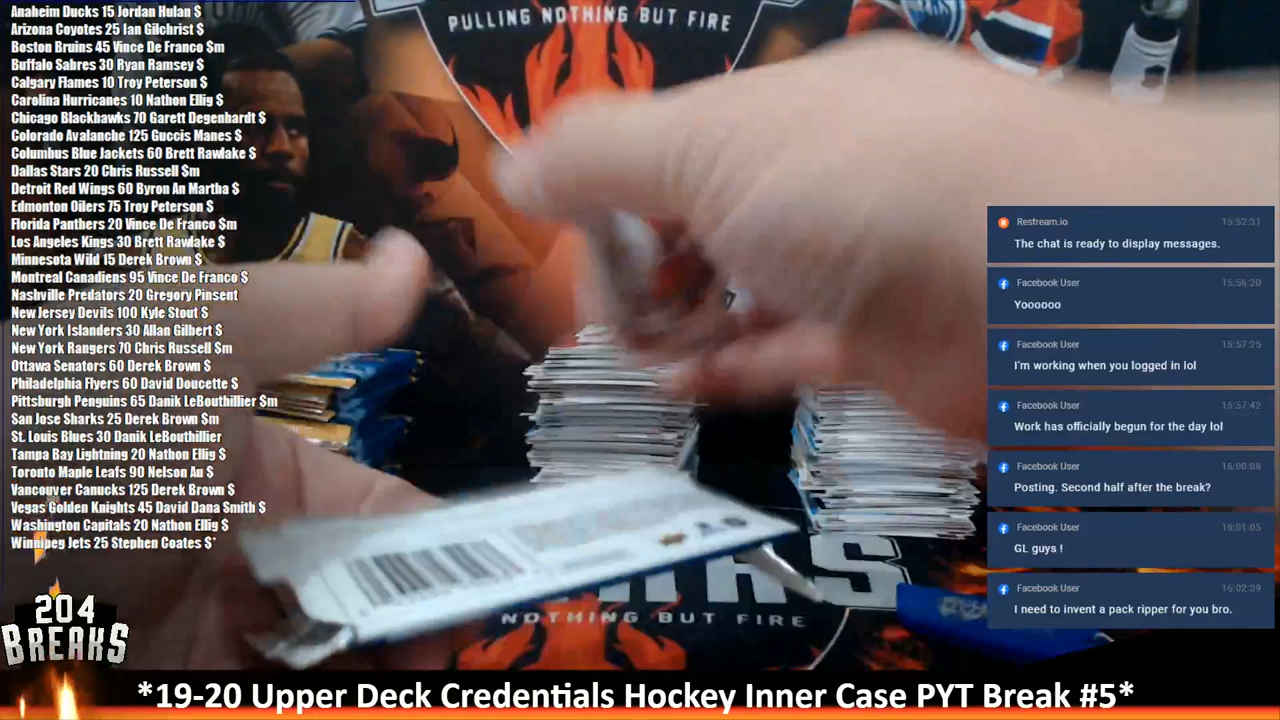 Anaheim Ducks 15 Jordan Hulan $
Arizona Coyotes 25 Ian Gilchrist $
Boston Bruins 45 Vince De Franco $m
Buffalo Sabres 30 Ryan Ramsey $
Calgary Flames 10 Troy Peterson $
Carolina Hurricanes 10 Nathon Ellig $
Chicago Blackhawks 70 Garett Degenhardt $
Colorado Avalanche 125 Guccis Manes $
Columbus Blue Jackets 60 Brett Rawlake $
Dallas Stars 20 Chris Russell $m
Detroit Red Wings 60 Byron An Martha $
Edmonton Oilers 75 Troy Peterson $
Florida Panthers 20 Vince De Franco $m
Los Angeles Kings 30 Brett Rawlake $
Minnesota Wild 15 Derek Brown $
Montreal Canadiens 95 Vince De Franco $
Nashville Predators 20 Gregory Pinsent
New Jersey Devils 100 Kyle Stout $
New York Islanders 30 Allan Gilbert $
New York Rangers 70 Chris Russell $m
Ottawa Senators 60 Derek Brown $
Philadelphia Flyers 60 David Doucette $
Pittsburgh Penguins 65 Danik LeBouthillier $m
San Jose Sharks 25 Derek Brown $m
St. Louis Blues 30 Danik LeBouthillier
Tampa Bay Lightning 20 Nathon Ellig $
Toronto Maple Leafs 90 Nelson Au $
Vancouver Canucks 125 Derek Brown $
Vegas Golden Knights 45 David Dana Smith $
Washington Capitals 20 Nathon Ellig $
Winnipeg Jets 25 Stephen Coates $*
204
BREAKS
PULLING NOTHING BUT FIRE
NOTHING BUT FIRE
Restream.io 15:52:31
The chat is ready to display messages.
Facebook User 15:56:20
Yoooooo
Facebook User 15:57:25
I'm working when you logged in lol
Facebook User 15:57:42
Work has officially begun for the day lol
Facebook User 16:00:08
Posting. Second half after the break?
Facebook User 16:01:05
GL guys !
Facebook User 16:02:39
I need to invent a pack ripper for you bro.
*19-20 Upper Deck Credentials Hockey Inner Case PYT Break #5*